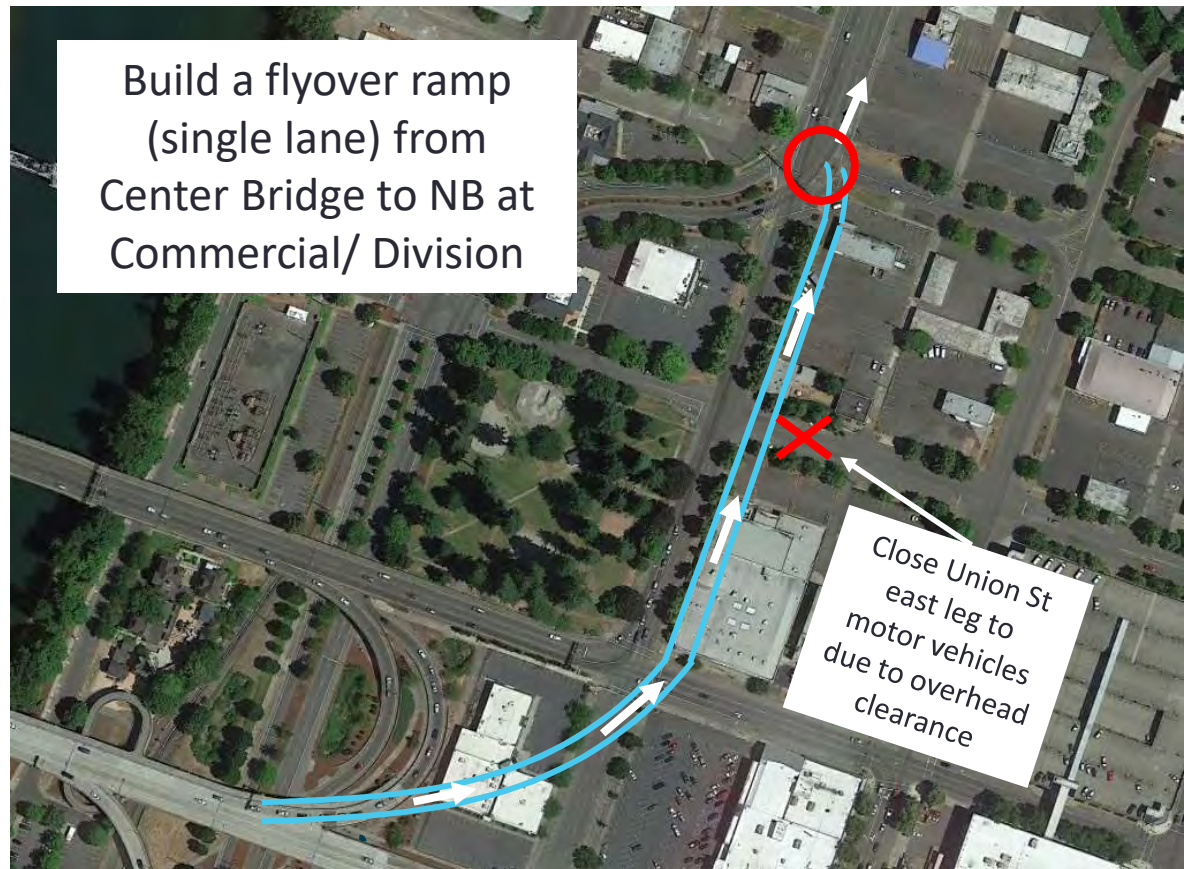 Build a flyover ramp
(single lane) from
Center Bridge to NB at
Commercial/ Division
Close Union St
east leg to
motor vehicles
due to overhead
clearance